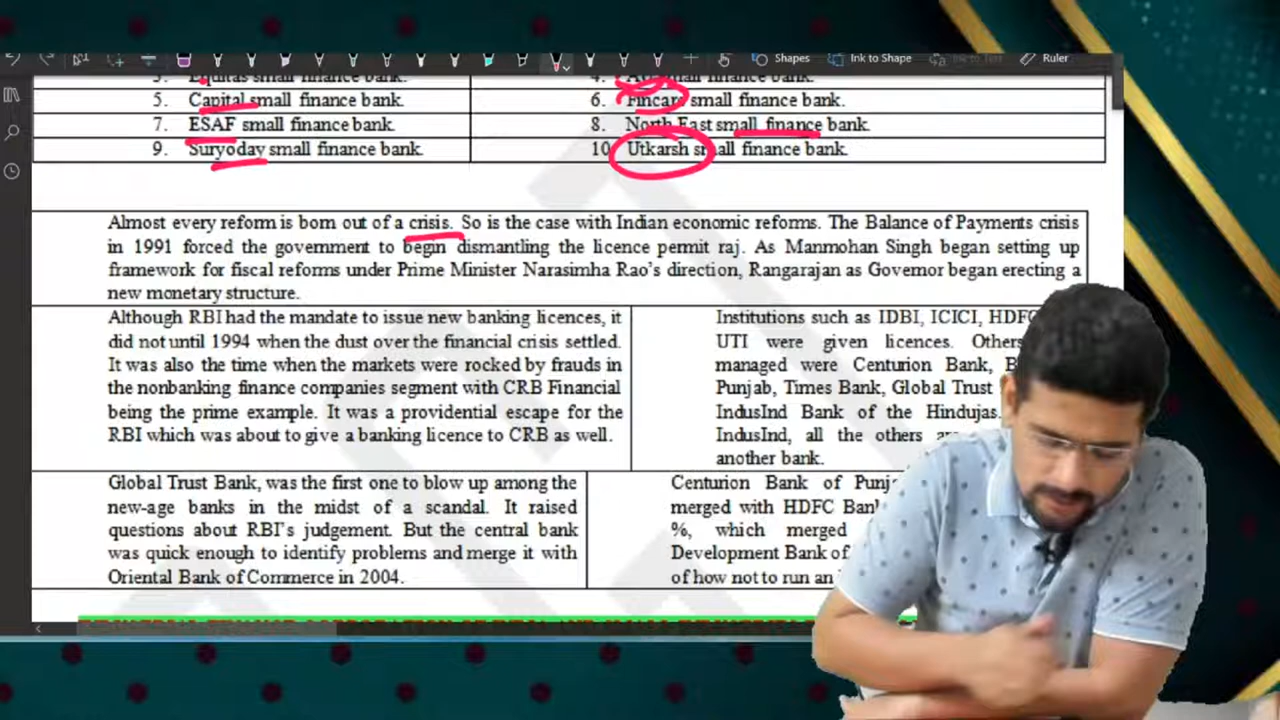 Shapes Ink to Shape Ink to Text Ruler
3. Equitas small finance bank. 4. AU small finance bank.
5. Capital small finance bank. 6. Fincare small finance bank.
7. ESAF small finance bank. 8. North East small finance bank.
9. Suryoday small finance bank. 10 Utkarsh small finance bank.
Almost every reform is born out of a crisis. So is the case with Indian economic reforms. The Balance of Payments crisis
in 1991 forced the government to begin dismantling the licence permit raj. As Manmohan Singh began setting up
framework for fiscal reforms under Prime Minister Narasimha Rao's direction, Rangarajan as Governor began erecting a
new monetary structure.
Although RBI had the mandate to issue new banking licences, it
did not until 1994 when the dust over the financial crisis settled.
It was also the time when the markets were rocked by frauds in
the nonbanking finance companies segment with CRB Financial
being the prime example. It was a providential escape for the
RBI which was about to give a banking licence to CRB as well.
Institutions such as IDBI, ICICI, HDFC
UTI were given licences. Others
managed were Centurion Bank,
Punjab, Times Bank, Global Trust
IndusInd Bank of the Hindujas.
IndusInd, all the others
another bank.
Global Trust Bank, was the first one to blow up among the
new-age banks in the midst of a scandal. It raised
questions about RBI's judgement. But the central bank
was quick enough to identify problems and merge it with
Oriental Bank of Commerce in 2004.
Centurion Bank of
merged with HDFC
%, which merged
Development Bank of
of how not to run an